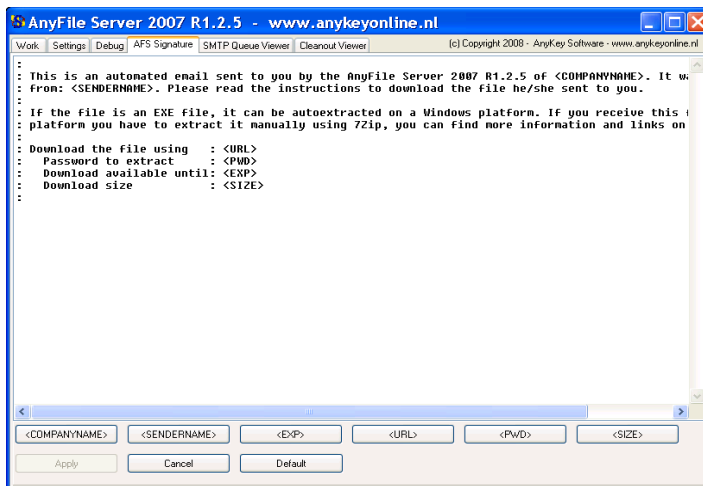 AnyFile Server 2007 R1.2.5 - www.anykeyonline.nl
Work Settings Debug AFS Signature SMTP Queue Viewer Cleanout Viewer (c) Copyright 2008 - AnyKey Software - www.anykeyonline.nl
:
: This is an automated email sent to you by the AnyFile Server 2007 R1.2.5 of <COMPANYNAME>. It
: from: <SENDERNAME>. Please read the instructions to download the file he/she sent to you.
:
: If the file is an EXE file, it can be autoextracted on a Windows platform. If you receive this
: platform you have to extract it manually using 7Zip, you can find more information and links on
:
: Download the file using : <URL>
: Password to extract : <PWD>
: Download available until: <EXP>
: Download size : <SIZE>
:
<COMPANYNAME> <SENDERNAME> <EXP> <URL> <PWD> <SIZE>
Apply Cancel Default